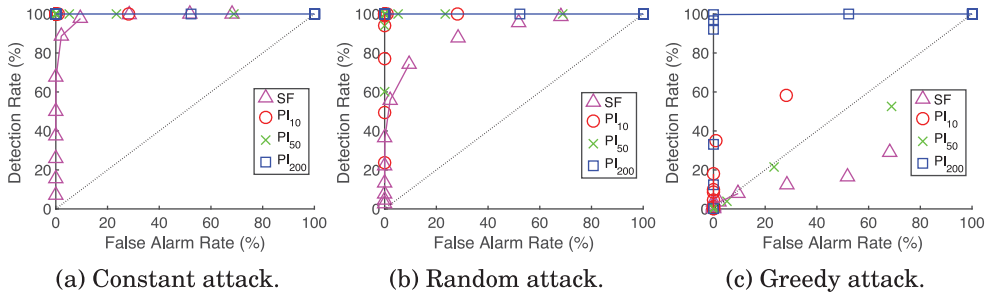 Detection Rate (%)
100
80
60
40
20
0
0 20 40 60 80 100
False Alarm Rate (%)
SF
PI10
PI50
PI200
(a) Constant attack.
Detection Rate (%)
100
80
60
40
20
0
0 20 40 60 80 100
False Alarm Rate (%)
SF
PI10
PI50
PI200
(b) Random attack.
Detection Rate (%)
100
80
60
40
20
0
0 20 40 60 80 100
False Alarm Rate (%)
SF
PI10
PI50
PI200
(c) Greedy attack.